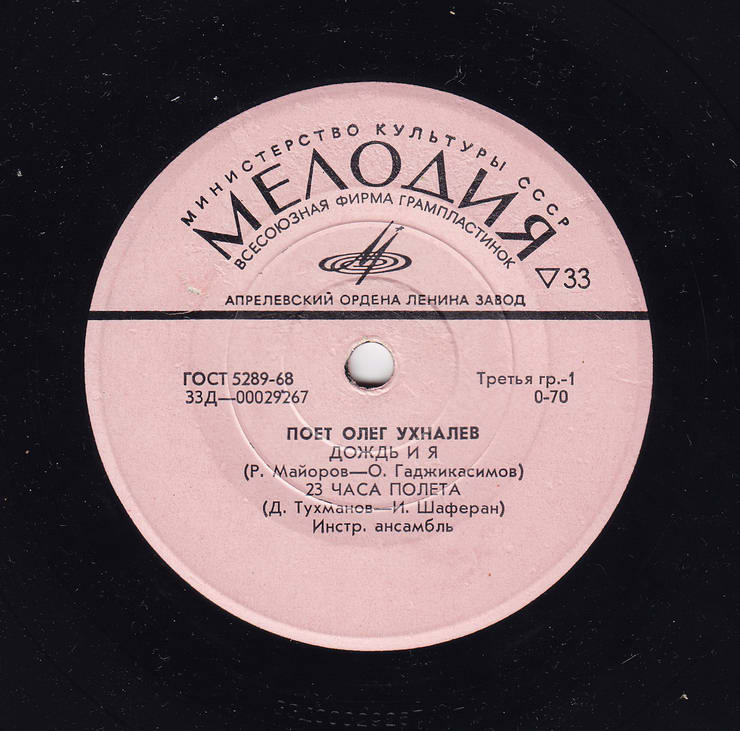 МИНИСТЕРСТВО КУЛЬТУРЫ СССР
МЕЛОДИЯ
ВСЕСОЮЗНАЯ ФИРМА ГРАМПЛАСТИНОК
▽33
АПРЕЛЕВСКИЙ ОРДЕНА ЛЕНИНА ЗАВОД
ГОСТ 5289-68 Третья гр.-1
33Д—00029267 0-70
ПОЕТ ОЛЕГ УХНАЛЕВ
ДОЖДЬ И Я
(Р. Майоров—О. Гаджикасимов)
23 ЧАСА ПОЛЕТА
(Д. Тухманов—И. Шаферан)
Инстр. ансамбль